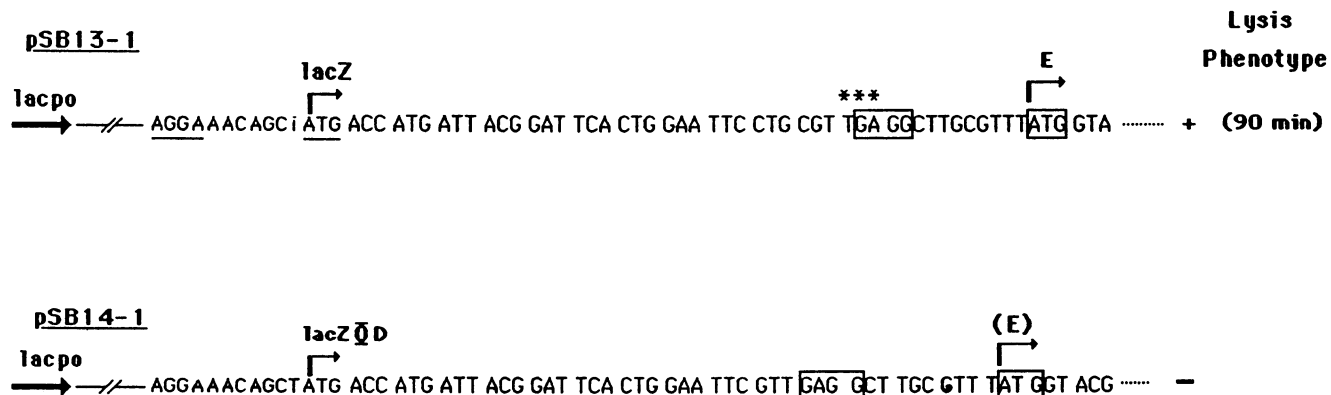 Lysis
Phenotype
pSB13-1
lacZ
E
lacpo
***
AGGAAACAGCiATG ACC ATG ATT ACG GAT TCA CTG GAA TTC CTG CGT TGA GGCTTGCGTTTATG GTA ........ + (90 min)
pSB14-1
lacZ Φ D
(E)
lacpo
AGGAAACAGCTATG ACC ATG ATT ACG GAT TCA CTG GAA TTC GTT GAG GCT TGC GTT TAT GGT ACG ....... -